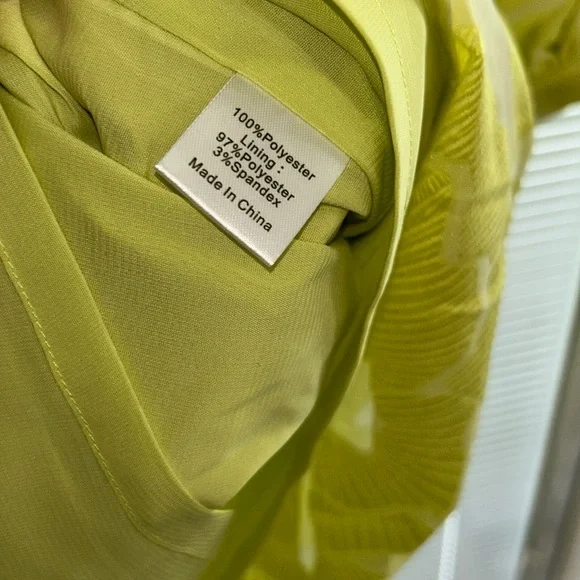 100%Polyester
Lining :
97%Polyester
3%Spandex
Made In China